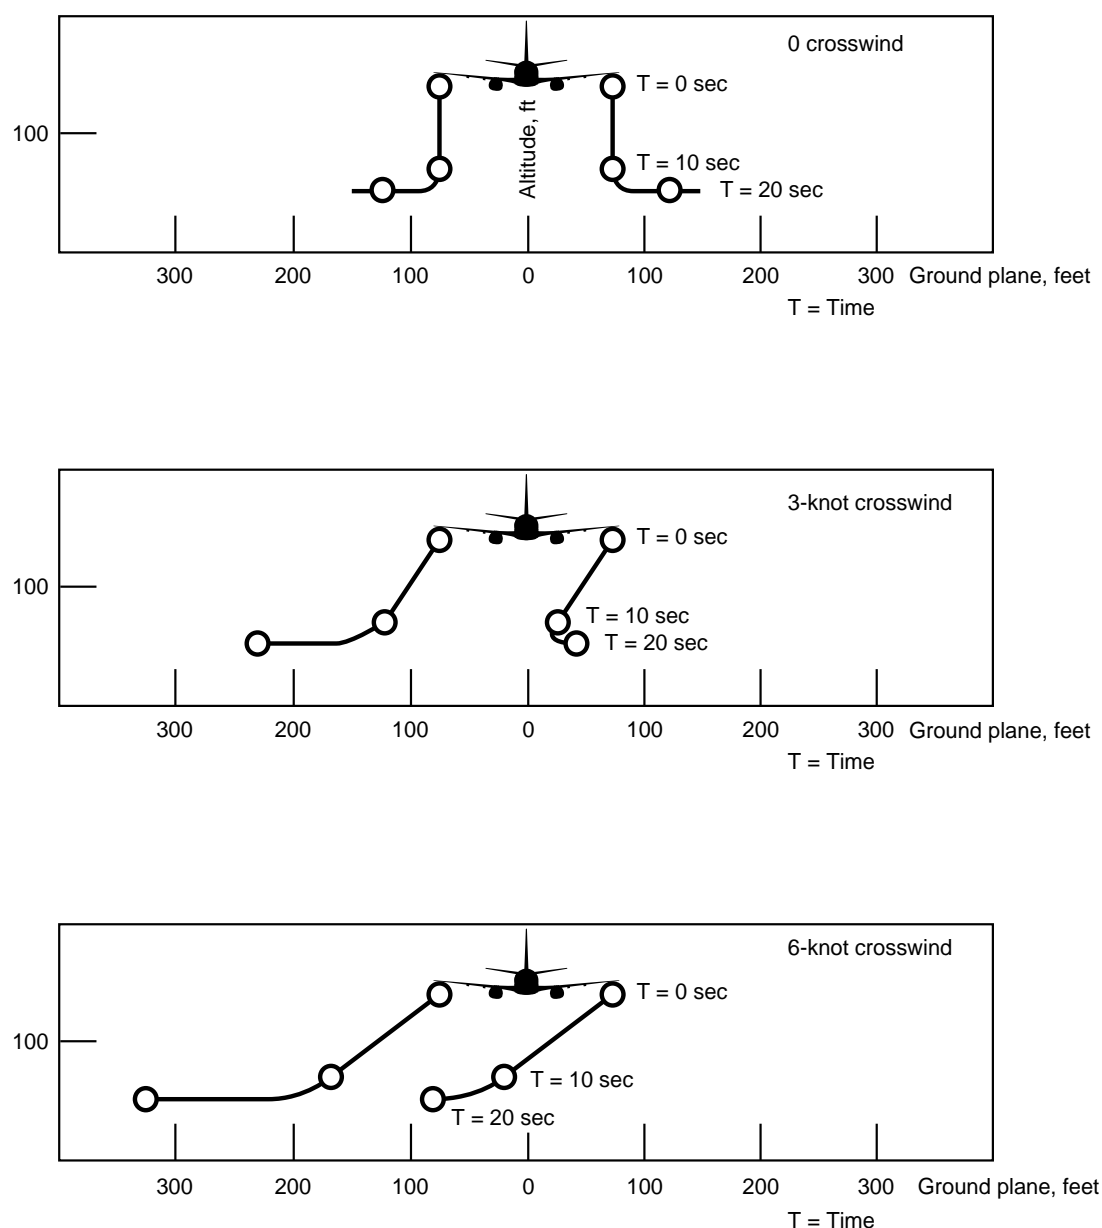 0 crosswind
T = 0 sec
Altitude, ft
100
T = 10 sec
T = 20 sec
300 200 100 0 100 200 300 Ground plane, feet
T = Time
3-knot crosswind
T = 0 sec
100
T = 10 sec
T = 20 sec
300 200 100 0 100 200 300 Ground plane, feet
T = Time
6-knot crosswind
T = 0 sec
100
T = 10 sec
T = 20 sec
300 200 100 0 100 200 300 Ground plane, feet
T = Time